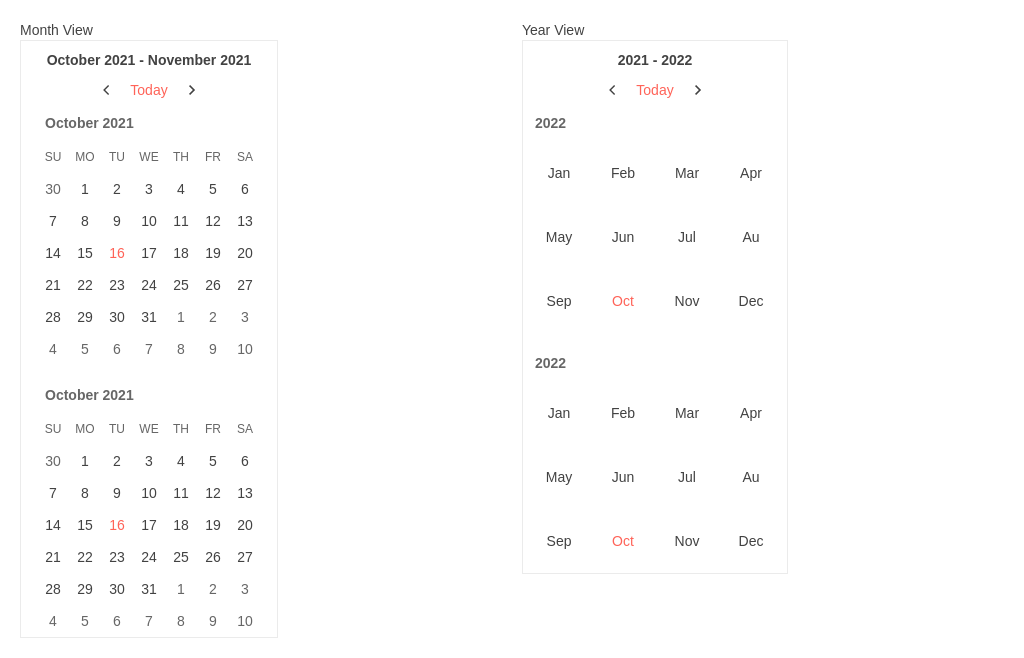 Month View
October 2021 - November 2021
Today
October 2021
SU MO TU WE TH FR SA
30 1 2 3 4 5 6
7 8 9 10 11 12 13
14 15 16 17 18 19 20
21 22 23 24 25 26 27
28 29 30 31 1 2 3
4 5 6 7 8 9 10
October 2021
SU MO TU WE TH FR SA
30 1 2 3 4 5 6
7 8 9 10 11 12 13
14 15 16 17 18 19 20
21 22 23 24 25 26 27
28 29 30 31 1 2 3
4 5 6 7 8 9 10
Year View
2021 - 2022
Today
2022
Jan Feb Mar Apr
May Jun Jul Au
Sep Oct Nov Dec
2022
Jan Feb Mar Apr
May Jun Jul Au
Sep Oct Nov Dec